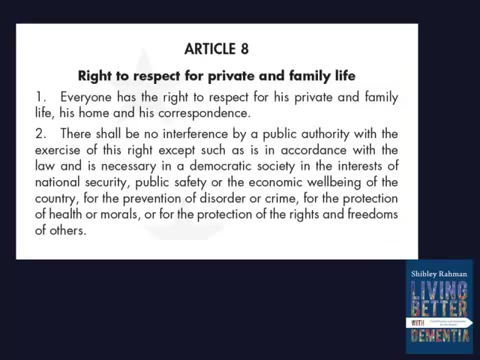 ARTICLE 8
Right to respect for private and family life
1. Everyone has the right to respect for his private and family
life, his home and his correspondence.
2. There shall be no interference by a public authority with the
exercise of this right except such as is in accordance with the
law and is necessary in a democratic society in the interests of
national security, public safety or the economic wellbeing of the
country, for the prevention of disorder or crime, for the protection
of health or morals, or for the protection of the rights and freedoms
of others.
Shibley Rahman
LIVING
BETTER
WITH
DEMENTIA